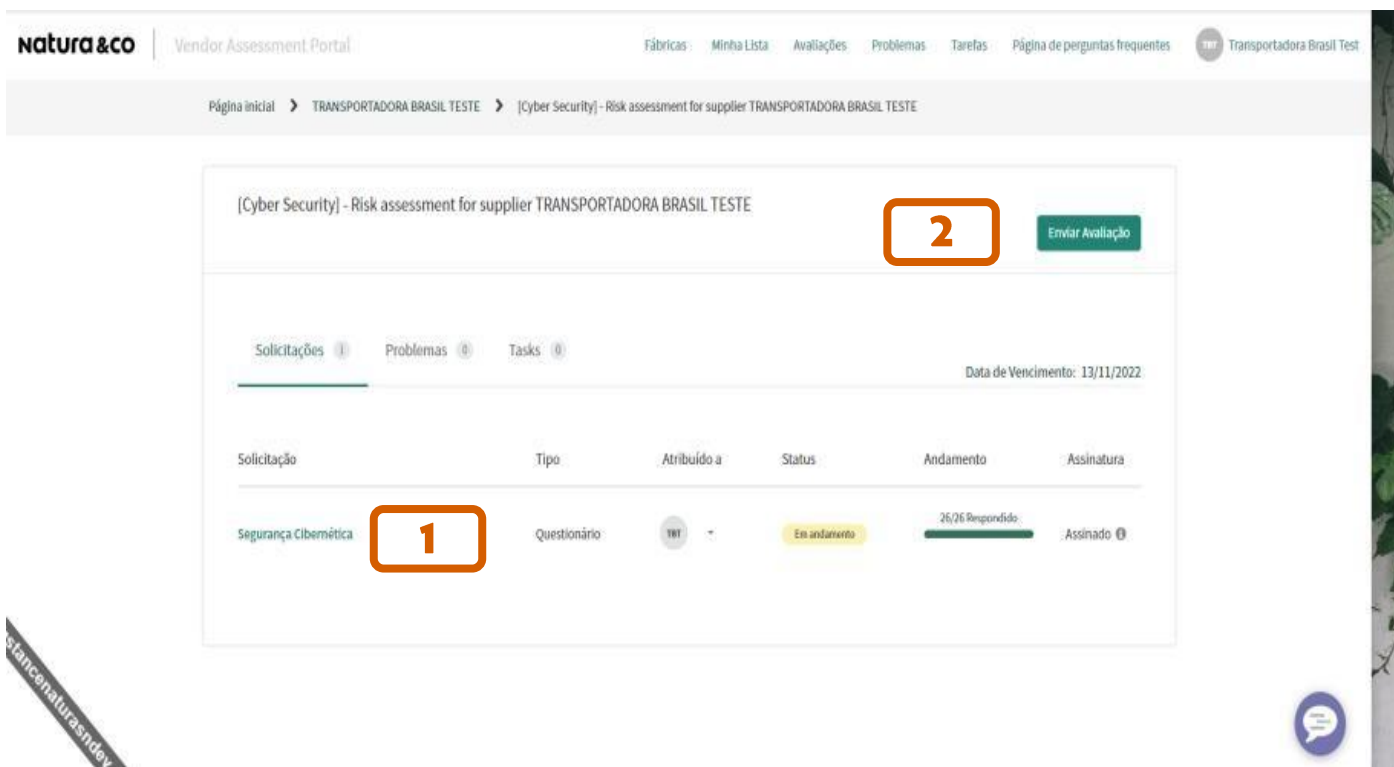 Natura &CO Vendor Assessment Portal Fábricas Minha Lista Avaliações Problemas Tarefas Página de perguntas frequentes TBT Transportadora Brasil Test
Página inicial > TRANSPORTADORA BRASIL TESTE > [Cyber Security] - Risk assessment for supplier TRANSPORTADORA BRASIL TESTE
[Cyber Security] - Risk assessment for supplier TRANSPORTADORA BRASIL TESTE
2 Enviar Avaliação
Solicitações 1 Problemas 0 Tasks 0
Data de Vencimento: 13/11/2022
Solicitação Tipo Atribuído a Status Andamento Assinatura
26/26 Respondido
Segurança Cibernética 1 Questionário TBT Em andamento Assinado
stancenaturasndev